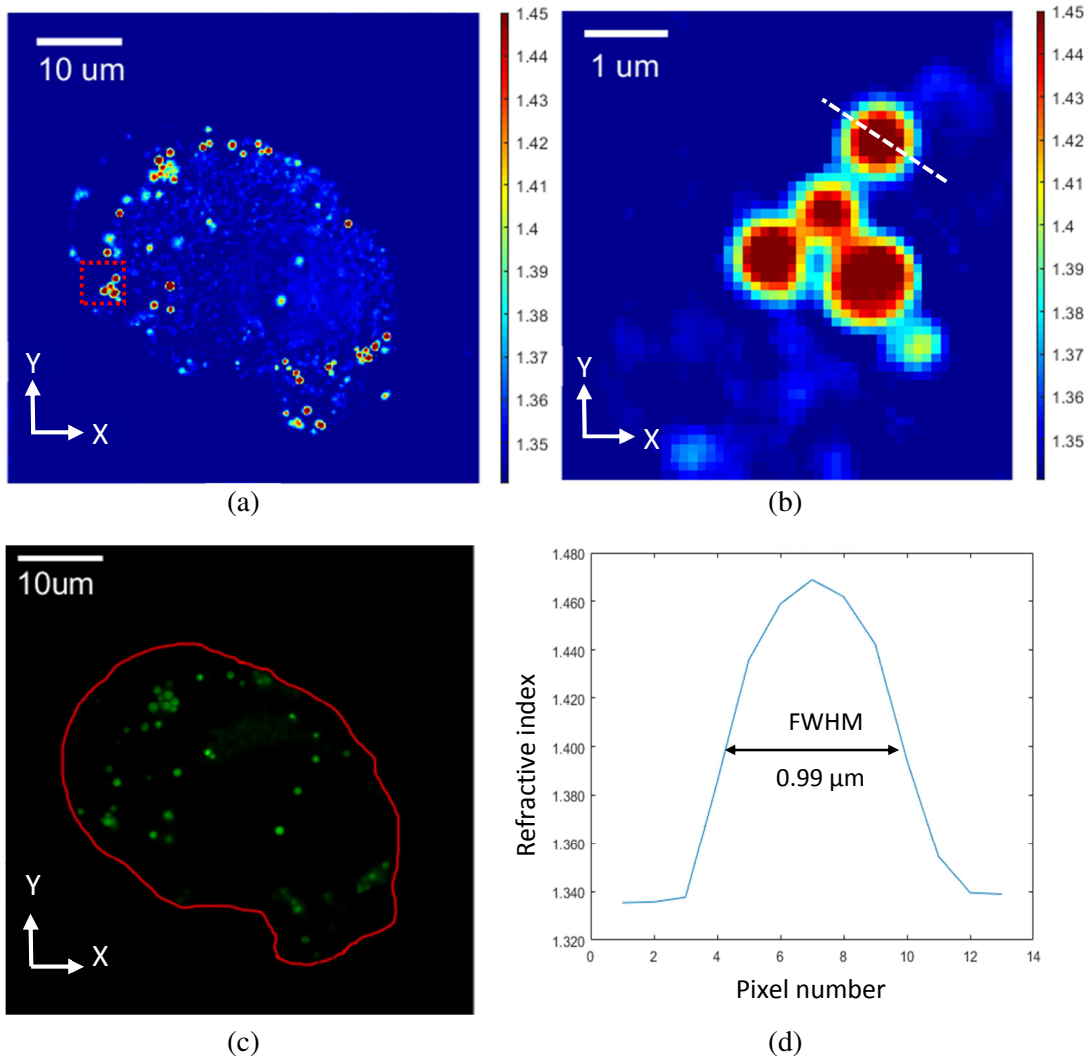 10 um
Y
X
1.45
1.44
1.43
1.42
1.41
1.40
1.39
1.38
1.37
1.36
1.35
(a)
1 um
Y
X
1.45
1.44
1.43
1.42
1.41
1.40
1.39
1.38
1.37
1.36
1.35
(b)
10um
Y
X
(c)
1.480
1.460
1.440
1.420
1.400
1.380
1.360
1.340
1.320
Refractive index
FWHM
0.99 μm
0 2 4 6 8 10 12 14
Pixel number
(d)